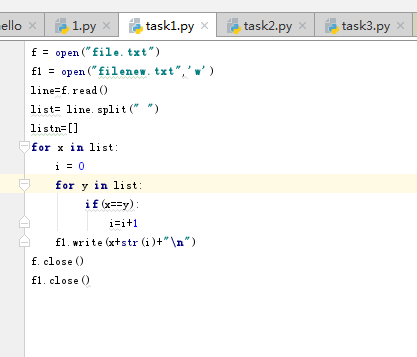 ello × 1.py × task1.py × task2.py × task3.py ×
f = open("file.txt")
f1 = open("filenew.txt",'w')
line=f.read()
list= line.split(" ")
listn=[]
for x in list:
    i = 0
    for y in list:
        if(x==y):
            i=i+1
    f1.write(x+str(i)+"\n")
f.close()
f1.close()